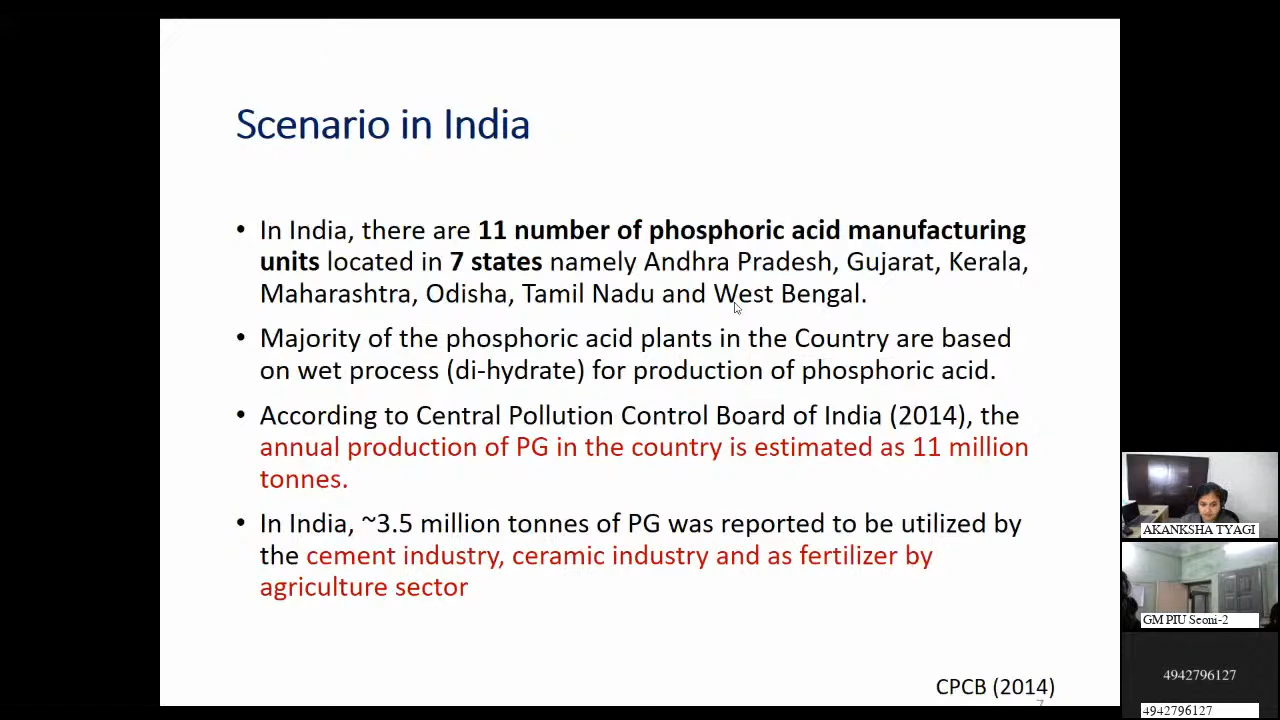 Scenario in India
• In India, there are 11 number of phosphoric acid manufacturing
units located in 7 states namely Andhra Pradesh, Gujarat, Kerala,
Maharashtra, Odisha, Tamil Nadu and West Bengal.
• Majority of the phosphoric acid plants in the Country are based
on wet process (di-hydrate) for production of phosphoric acid.
• According to Central Pollution Control Board of India (2014), the
annual production of PG in the country is estimated as 11 million
tonnes.
• In India, ~3.5 million tonnes of PG was reported to be utilized by
the cement industry, ceramic industry and as fertilizer by
agriculture sector
CPCB (2014)
7
AKANKSHA TYAGI
GM PIU Seoni-2
4942796127
4942796127